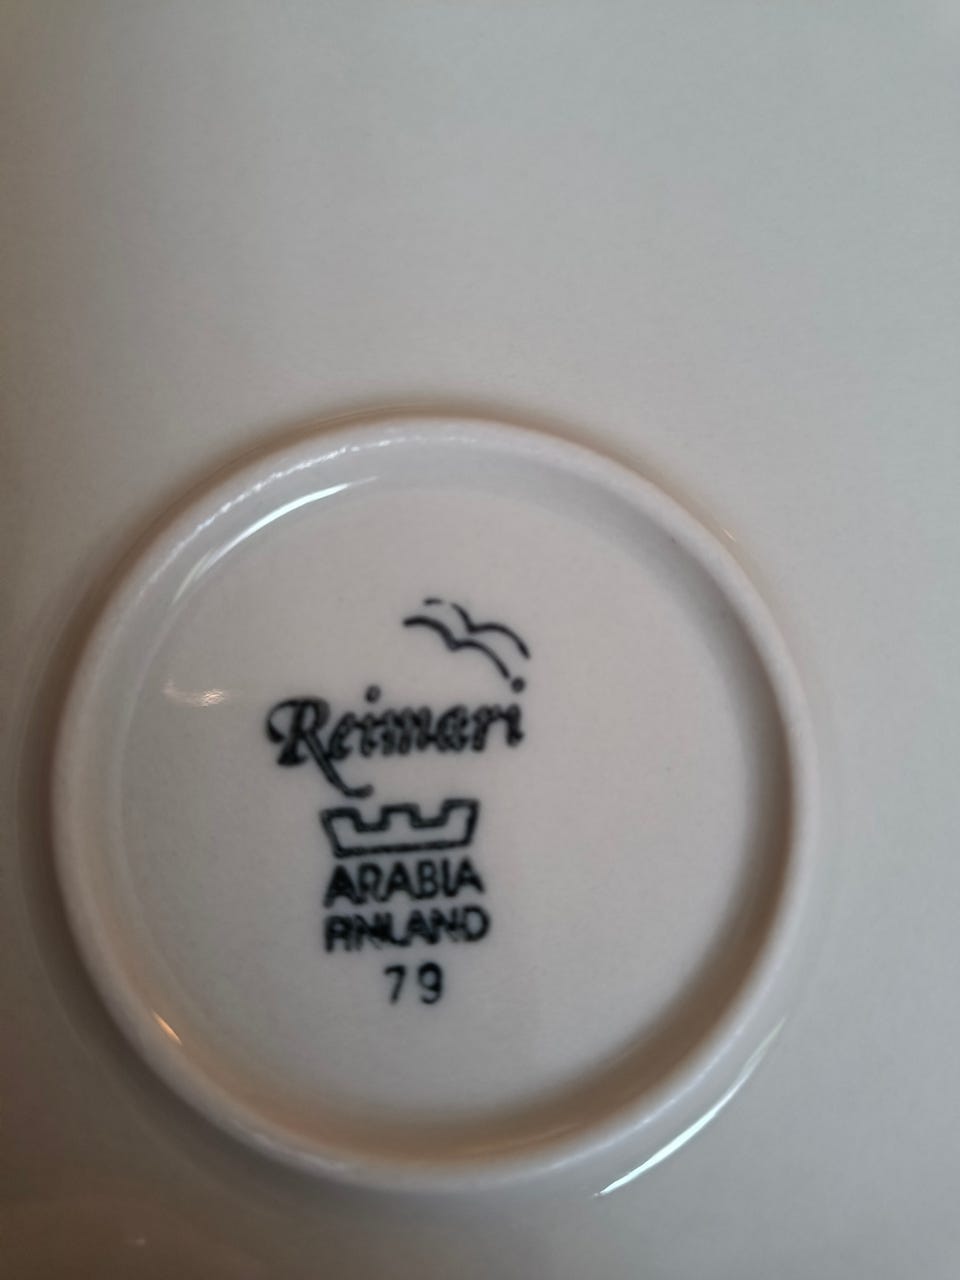 Reimari
ARABIA
FINLAND
79